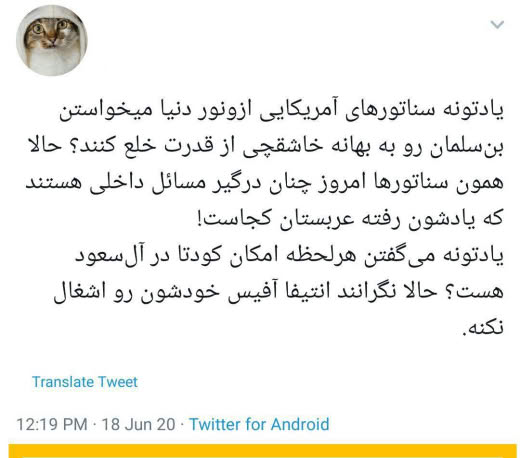 یادتونه سناتورهای آمریکایی ازونور دنیا میخواستن
بن‌سلمان رو به بهانه خاشقچی از قدرت خلع کنند؟ حالا
همون سناتورها امروز چنان درگیر مسائل داخلی هستند
که یادشون رفته عربستان کجاست!
یادتونه می‌گفتن هرلحظه امکان کودتا در آل‌سعود
هست؟ حالا نگرانند انتیفا آفیس خودشون رو اشغال
نکنه.
Translate Tweet
12:19 PM · 18 Jun 20 · Twitter for Android